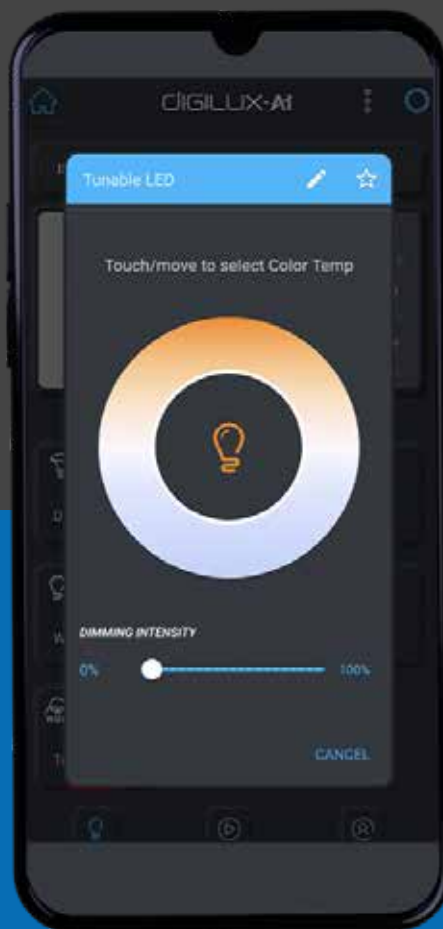 DIGILUX-AI
Tunable LED
Touch/move to select Color Temp
DIMMING INTENSITY
0%
100%
CANCEL